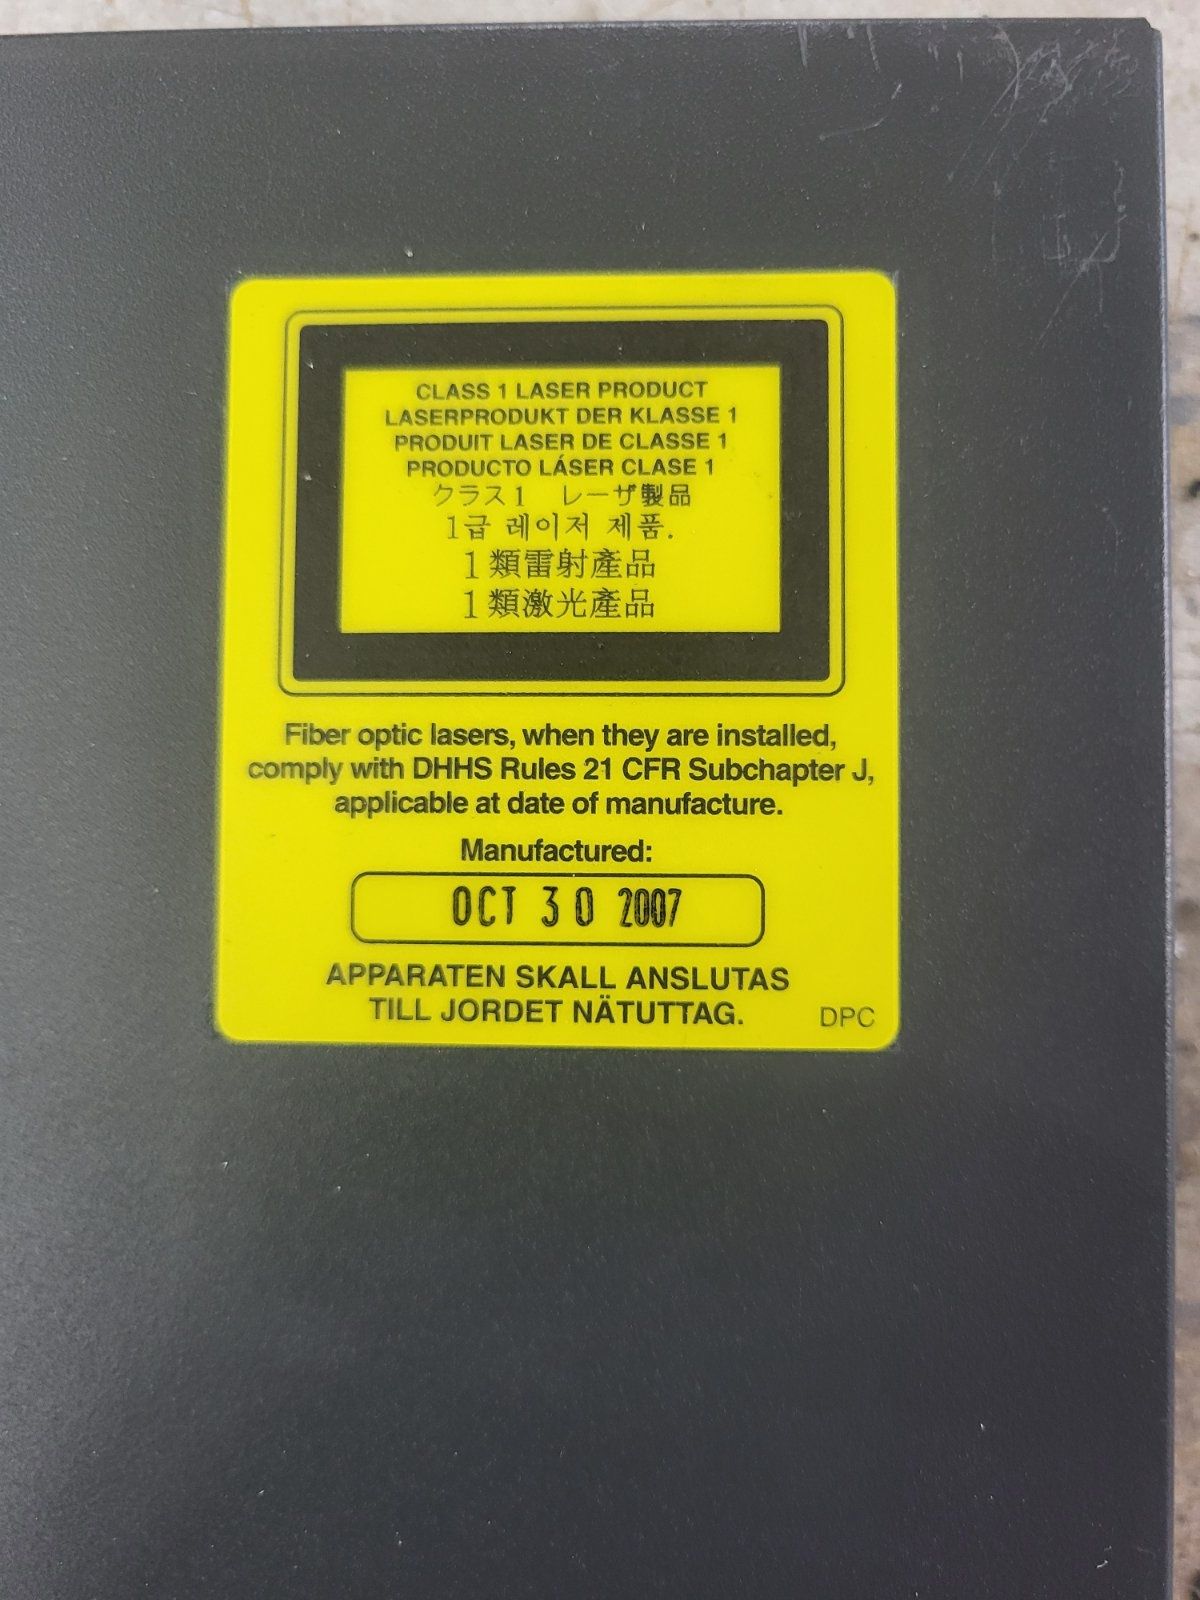 CLASS 1 LASER PRODUCT
LASERPRODUKT DER KLASSE 1
PRODUIT LASER DE CLASSE 1
PRODUCTO LÁSER CLASE 1
クラス1　レーザ製品
1급 레이저 제품.
1類雷射產品
1類激光產品
Fiber optic lasers, when they are installed,
comply with DHHS Rules 21 CFR Subchapter J,
applicable at date of manufacture.
Manufactured:
OCT 30 2007
APPARATEN SKALL ANSLUTAS
TILL JORDET NÄTUTTAG.
DPC